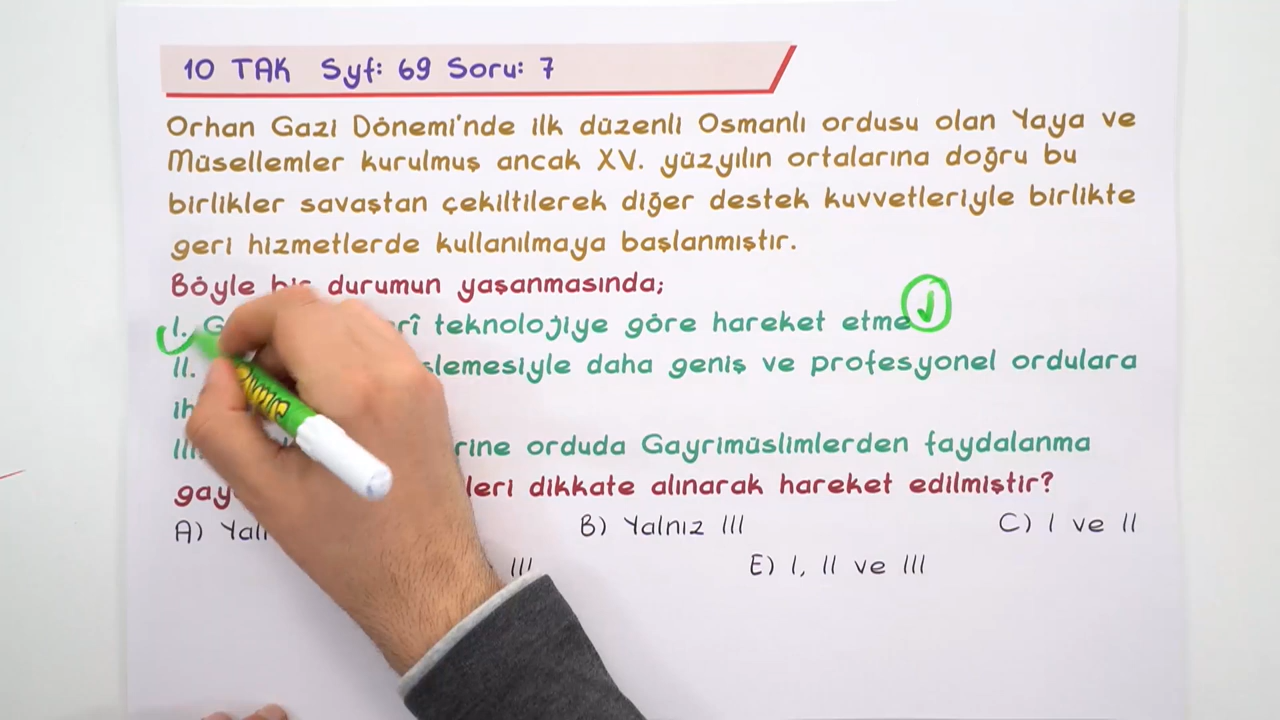 10 TAK Syf: 69 Soru: 7
Orhan Gazi Dönemi'nde ilk düzenli Osmanlı ordusu olan Yaya ve
Müsellemler kurulmuş ancak XV. yüzyılın ortalarına doğru bu
birlikler savaştan çekiltilerek diğer destek kuvvetleriyle birlikte
geri hizmetlerde kullanılmaya başlanmıştır.
Böyle bir durumun yaşanmasında;
I. teknolojiye göre hareket etme
II. daha geniş ve profesyonel ordulara
III. orduda Gayrimüslimlerden faydalanma
dikkate alınarak hareket edilmiştir?
A) B) Yalnız III C) I ve II
III E) I, II ve III